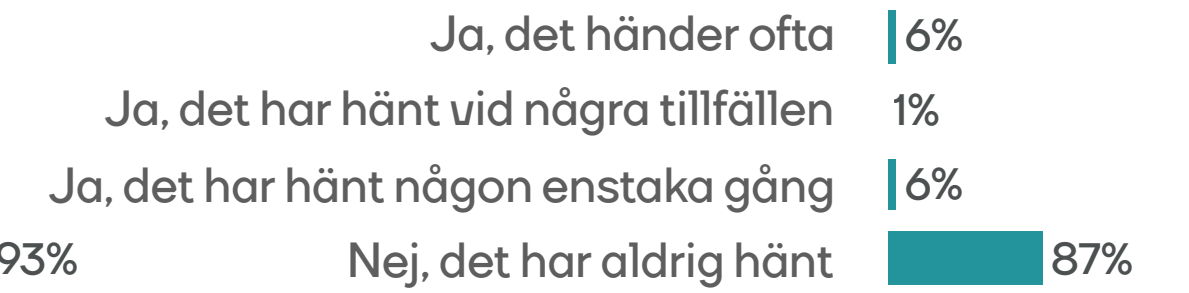 Ja, det händer ofta 6%
Ja, det har hänt vid några tillfällen 1%
Ja, det har hänt någon enstaka gång 6%
93% Nej, det har aldrig hänt 87%